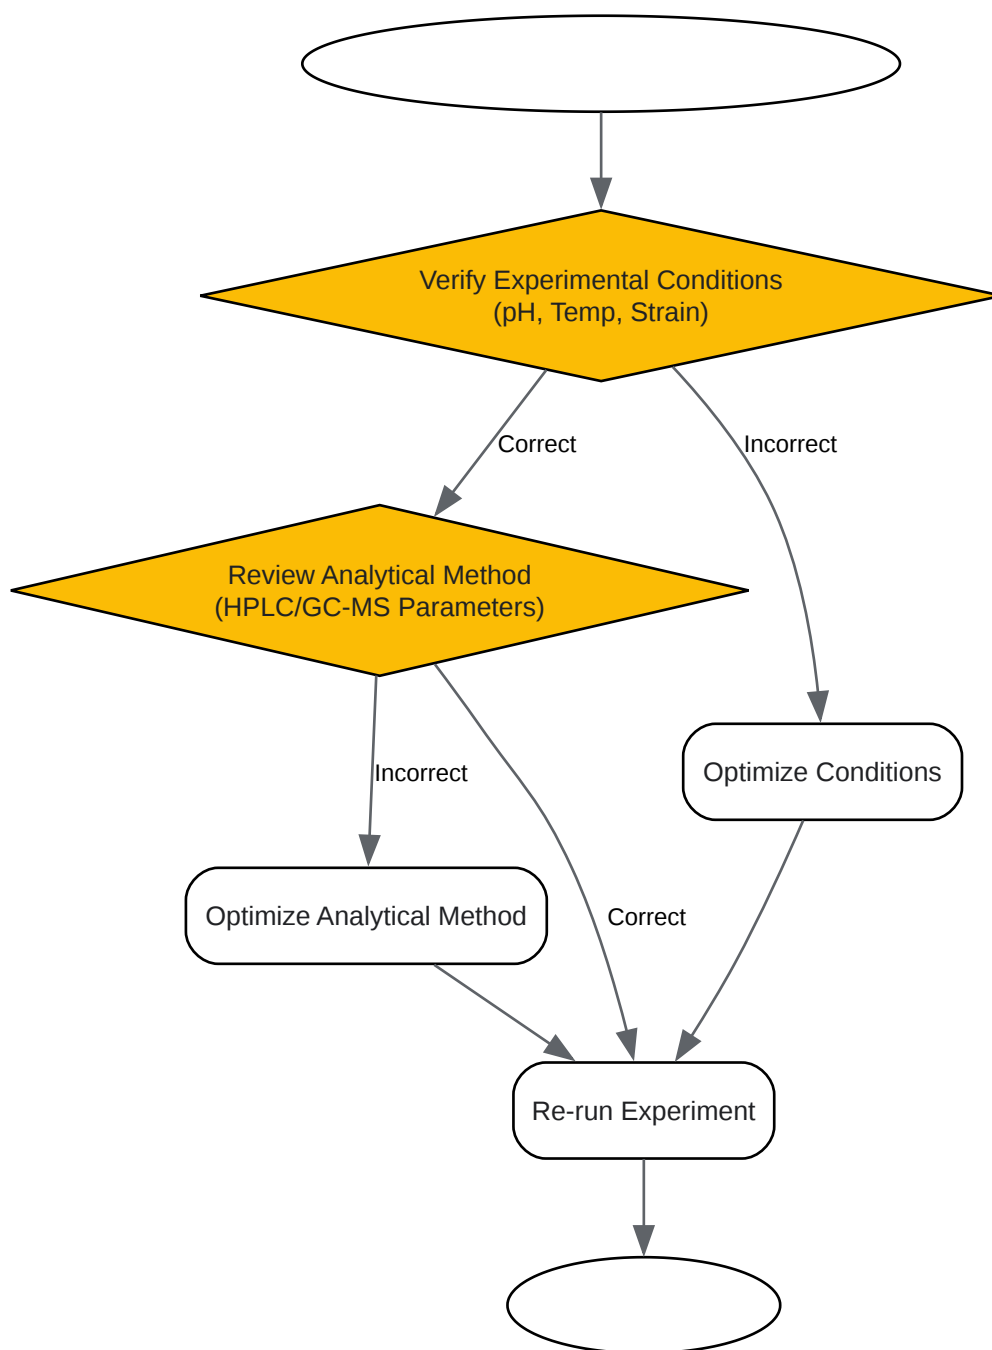 Verify Experimental Conditions
(pH, Temp, Strain)
Correct
Incorrect
Review Analytical Method
(HPLC/GC-MS Parameters)
Incorrect
Optimize Conditions
Optimize Analytical Method
Correct
Re-run Experiment